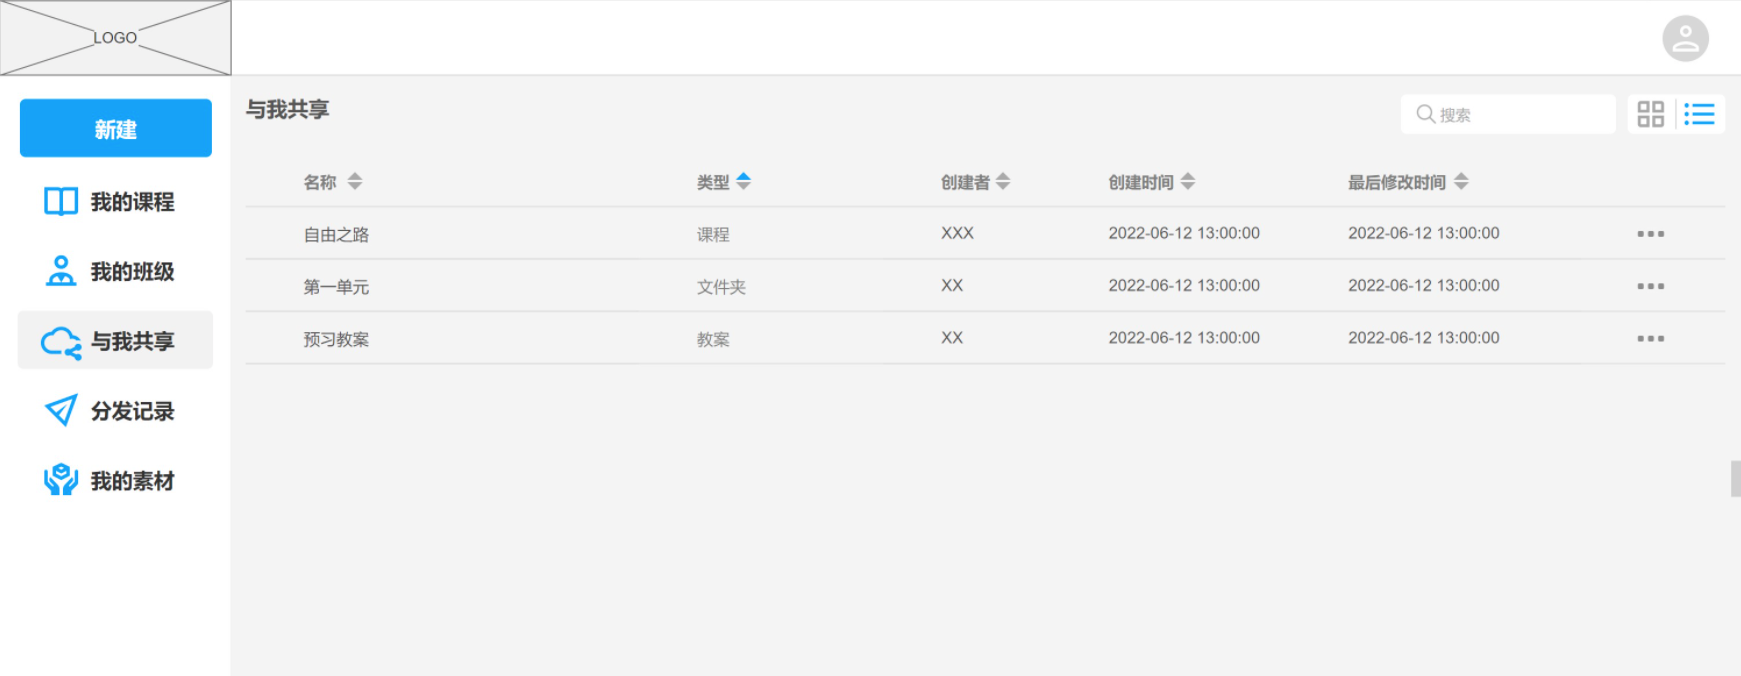 LOGO
新建
我的课程
我的班级
与我共享
分发记录
我的素材
与我共享
搜索
名称 类型 创建者 创建时间 最后修改时间
自由之路 课程 XXX 2022-06-12 13:00:00 2022-06-12 13:00:00
第一单元 文件夹 XX 2022-06-12 13:00:00 2022-06-12 13:00:00
预习教案 教案 XX 2022-06-12 13:00:00 2022-06-12 13:00:00